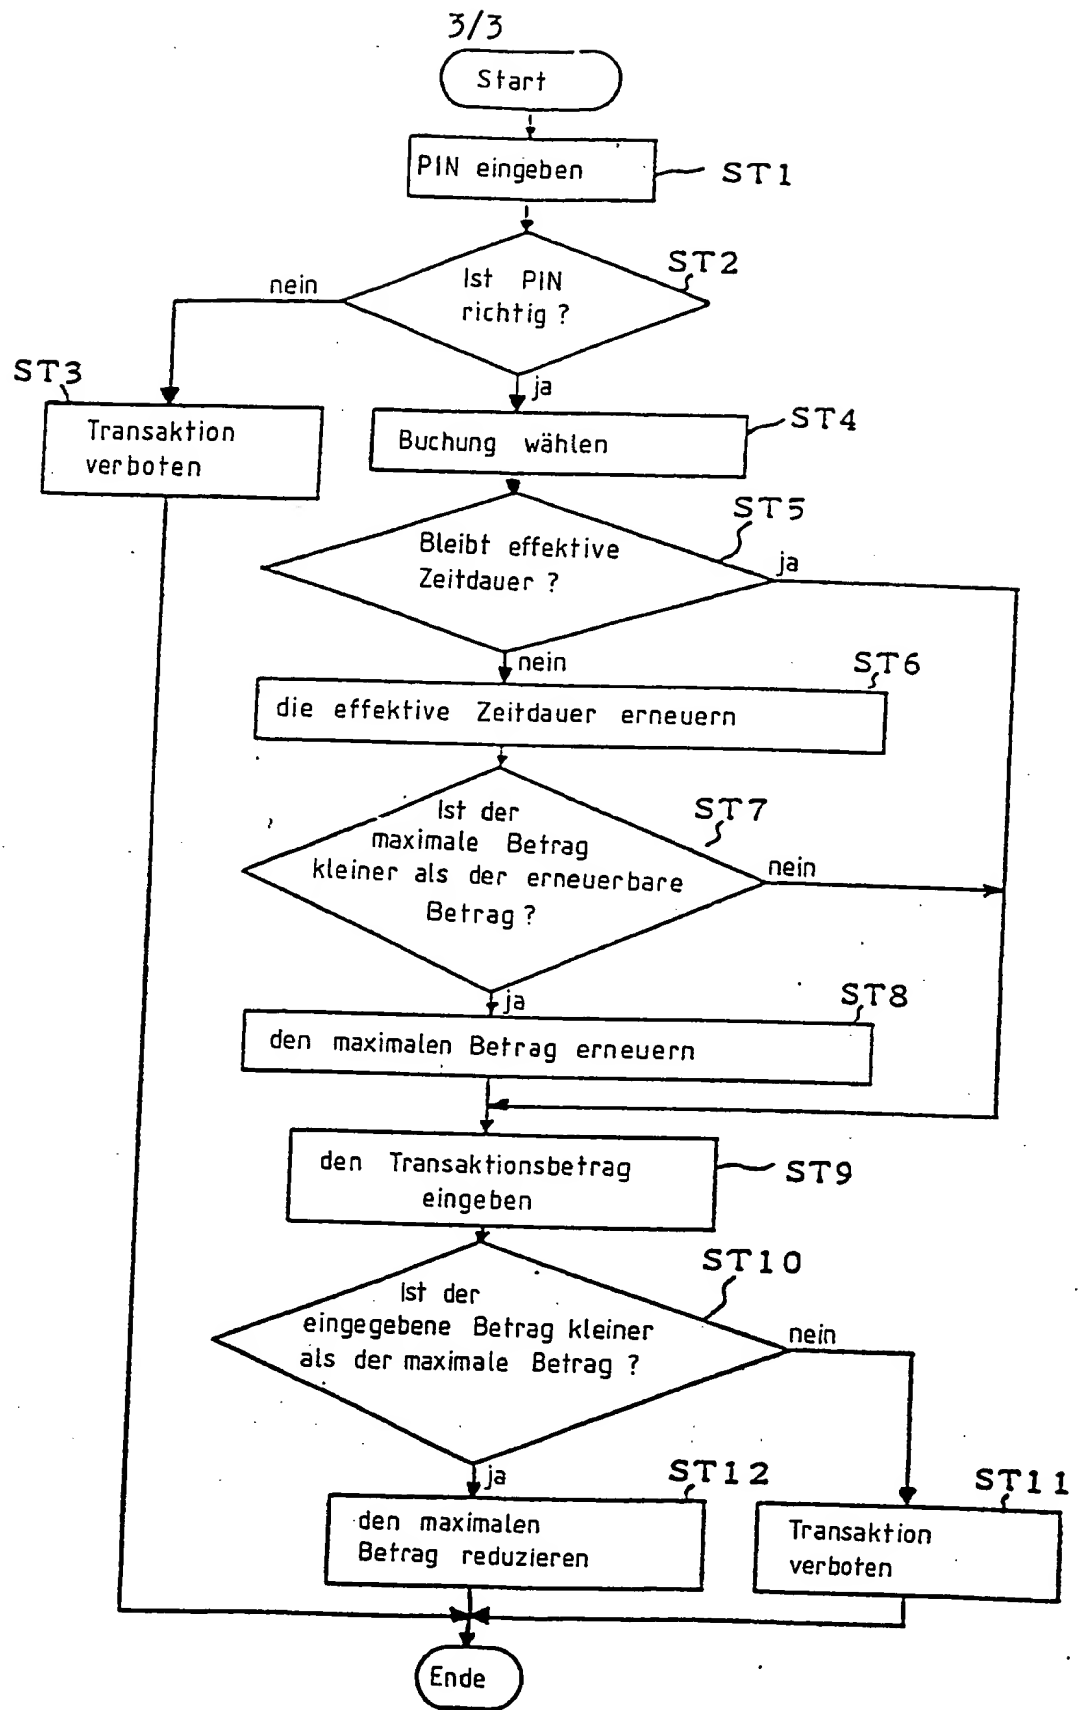 3/3
Start
PIN eingeben
ST1
Ist PIN
richtig ?
ST2
nein
ja
ST3
Transaktion
verboten
Buchung wählen
ST4
Bleibt effektive
Zeitdauer ?
ST5
ja
nein
ST6
die effektive Zeitdauer erneuern
Ist der
maximale Betrag
kleiner als der erneuerbare
Betrag ?
ST7
nein
ja
ST8
den maximalen Betrag erneuern
den Transaktionsbetrag
eingeben
ST9
Ist der
eingegebene Betrag kleiner
als der maximale Betrag ?
ST10
nein
ja
ST12
den maximalen
Betrag reduzieren
ST11
Transaktion
verboten
Ende